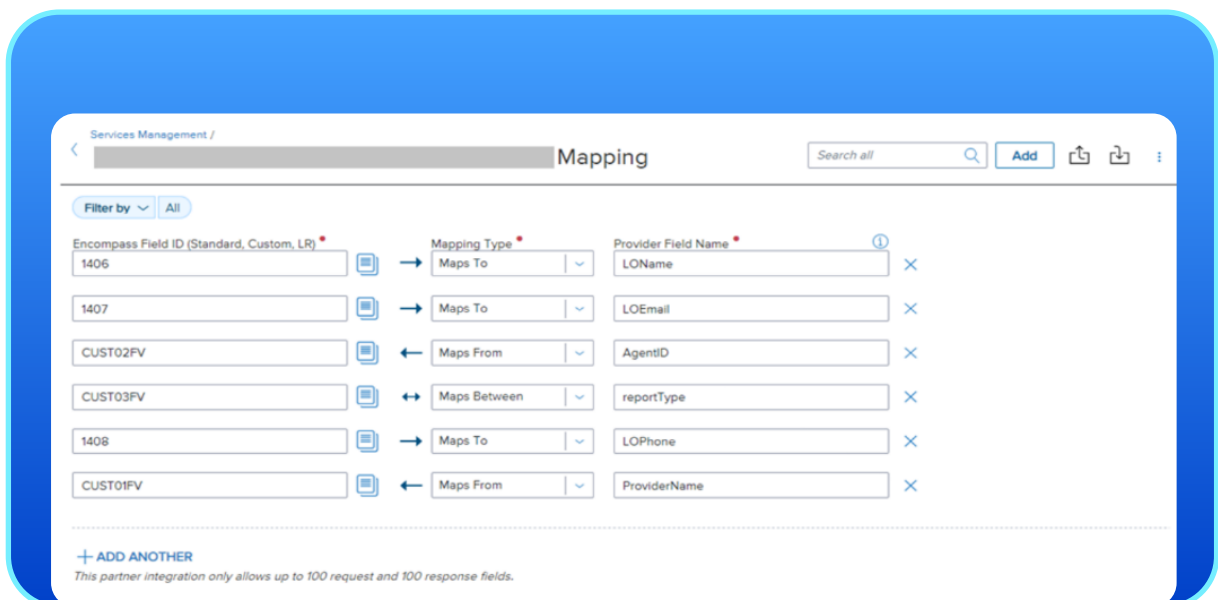 Services Management /
Mapping
Search all
Add
Filter by
All
Encompass Field ID (Standard, Custom, LR) *
Mapping Type *
Provider Field Name *
1406
Maps To
LOName
1407
Maps To
LOEmail
CUST02FV
Maps From
AgentID
CUST03FV
Maps Between
reportType
1408
Maps To
LOPhone
CUST01FV
Maps From
ProviderName
ADD ANOTHER
This partner integration only allows up to 100 request and 100 response fields.